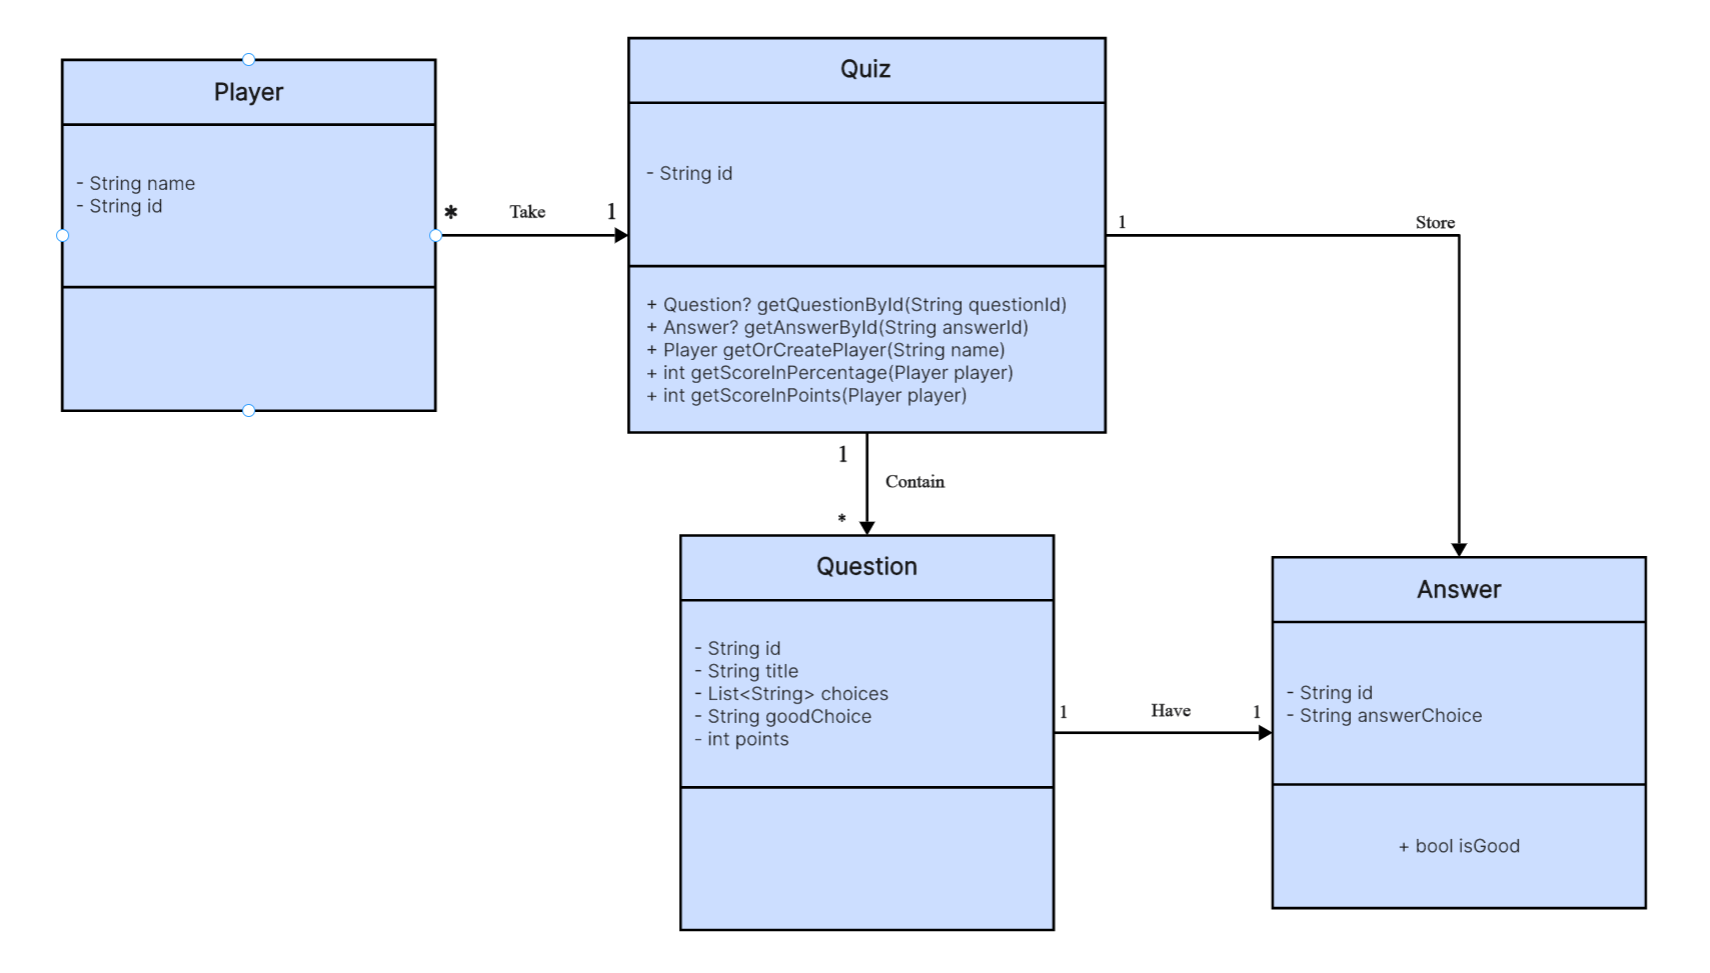 Player
- String name
- String id
* Take 1
Quiz
- String id
+ Question? getQuestionById(String questionId)
+ Answer? getAnswerById(String answerId)
+ Player getOrCreatePlayer(String name)
+ int getScoreInPercentage(Player player)
+ int getScoreInPoints(Player player)
1 Store
1
Contain
*
Question
- String id
- String title
- List<String> choices
- String goodChoice
- int points
1 Have 1
Answer
- String id
- String answerChoice
+ bool isGood